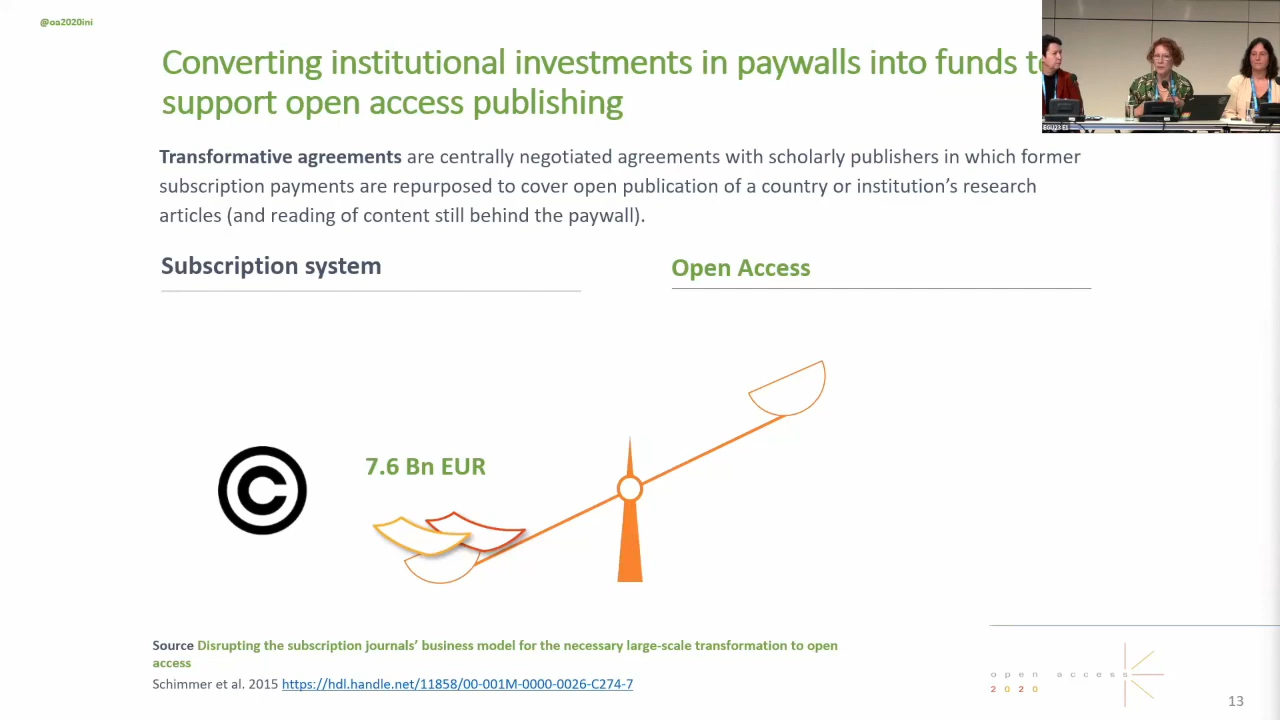 @oa2020ini
Converting institutional investments in paywalls into funds t
support open access publishing
Transformative agreements are centrally negotiated agreements with scholarly publishers in which former
subscription payments are repurposed to cover open publication of a country or institution’s research
articles (and reading of content still behind the paywall).
Subscription system
Open Access
©
7.6 Bn EUR
Source Disrupting the subscription journals’ business model for the necessary large-scale transformation to open
access
Schimmer et al. 2015 https://hdl.handle.net/11858/00-001M-0000-0026-C274-7
open access
2020
13